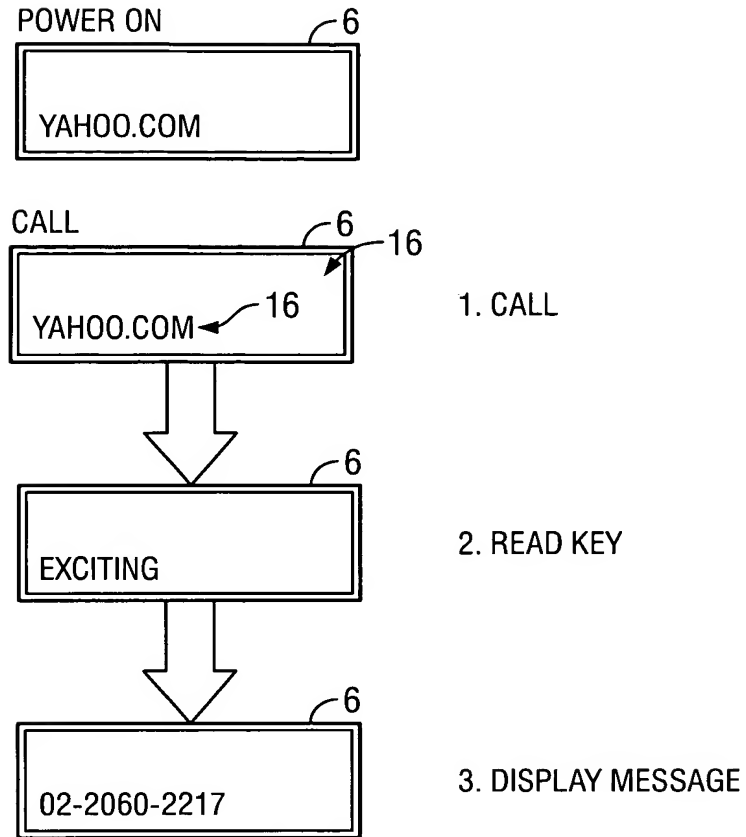 POWER ON
6
YAHOO.COM
CALL
6
16
YAHOO.COM
16
1. CALL
6
EXCITING
2. READ KEY
6
02-2060-2217
3. DISPLAY MESSAGE